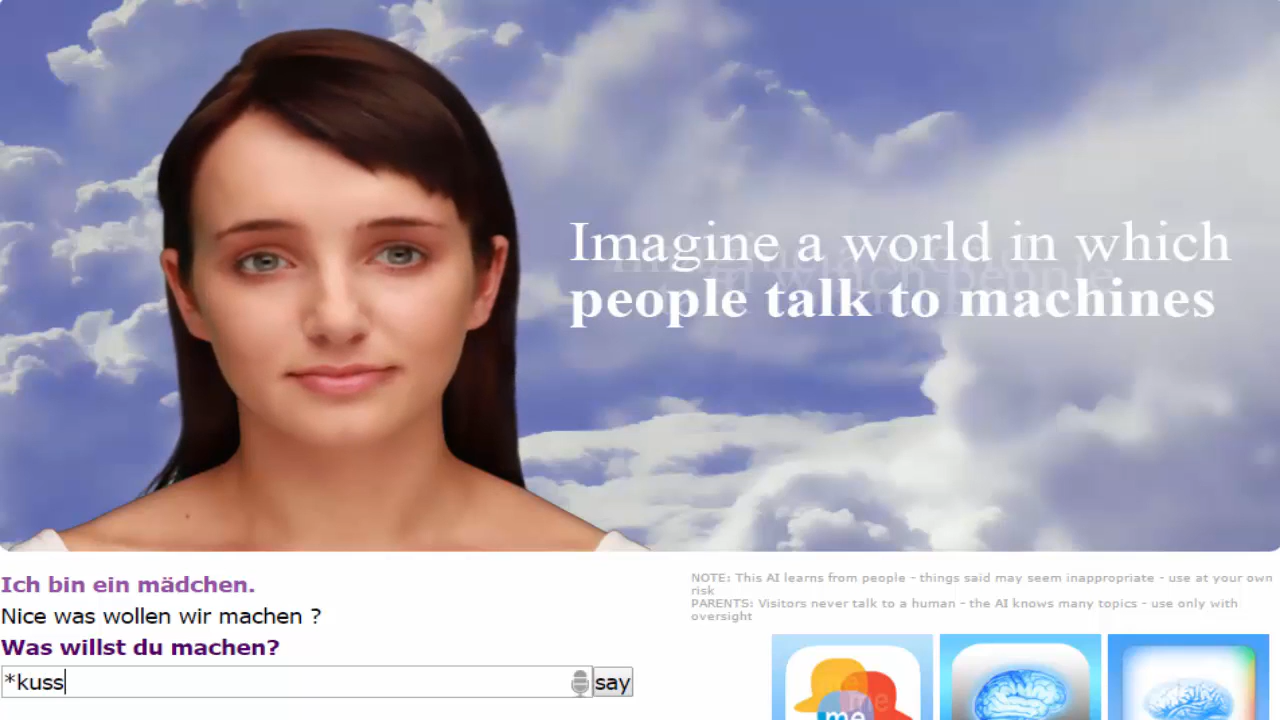 Imagine a world in which
people talk to machines
Ich bin ein mädchen.
Nice was wollen wir machen ?
Was willst du machen?
*kuss
say
NOTE: This AI learns from people - things said may seem inappropriate - use at your own
risk
PARENTS: Visitors never talk to a human - the AI knows many topics - use only with
oversight
me
me